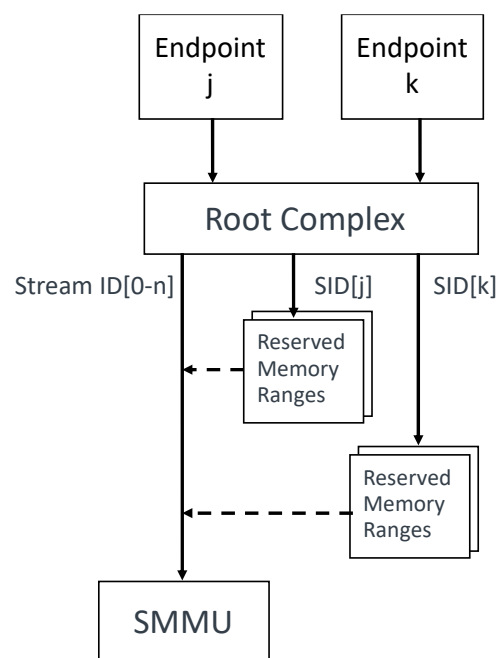 Endpoint
j
Endpoint
k
Root Complex
Stream ID[0-n]
SID[j]
SID[k]
Reserved
Memory
Ranges
Reserved
Memory
Ranges
SMMU